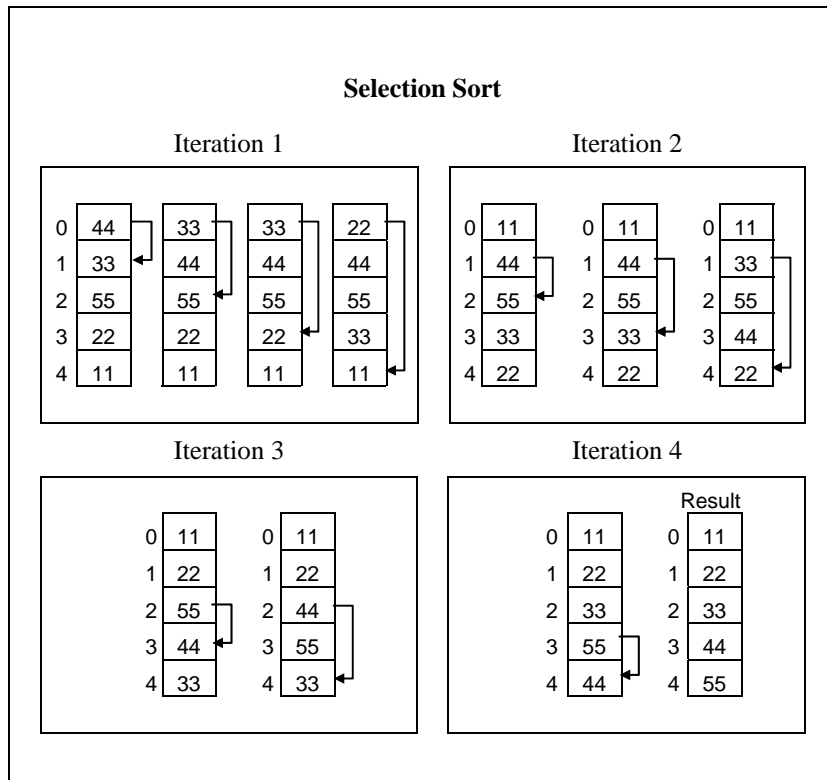 Selection Sort
Iteration 1
Iteration 2
0 44 33 33 22
1 33 44 44 44
2 55 55 55 55
3 22 22 22 33
4 11 11 11 11
0 11 0 11 0 11
1 44 1 44 1 33
2 55 2 55 2 55
3 33 3 33 3 44
4 22 4 22 4 22
Iteration 3
Iteration 4
0 11 0 11
1 22 1 22
2 55 2 44
3 44 3 55
4 33 4 33
Result
0 11 0 11
1 22 1 22
2 33 2 33
3 55 3 44
4 44 4 55